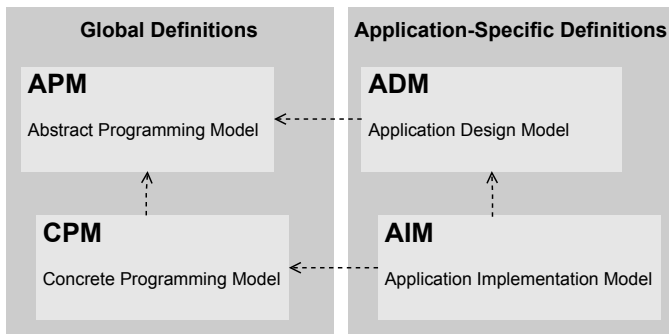 Global Definitions
APM
Abstract Programming Model
CPM
Concrete Programming Model
Application-Specific Definitions
ADM
Application Design Model
AIM
Application Implementation Model